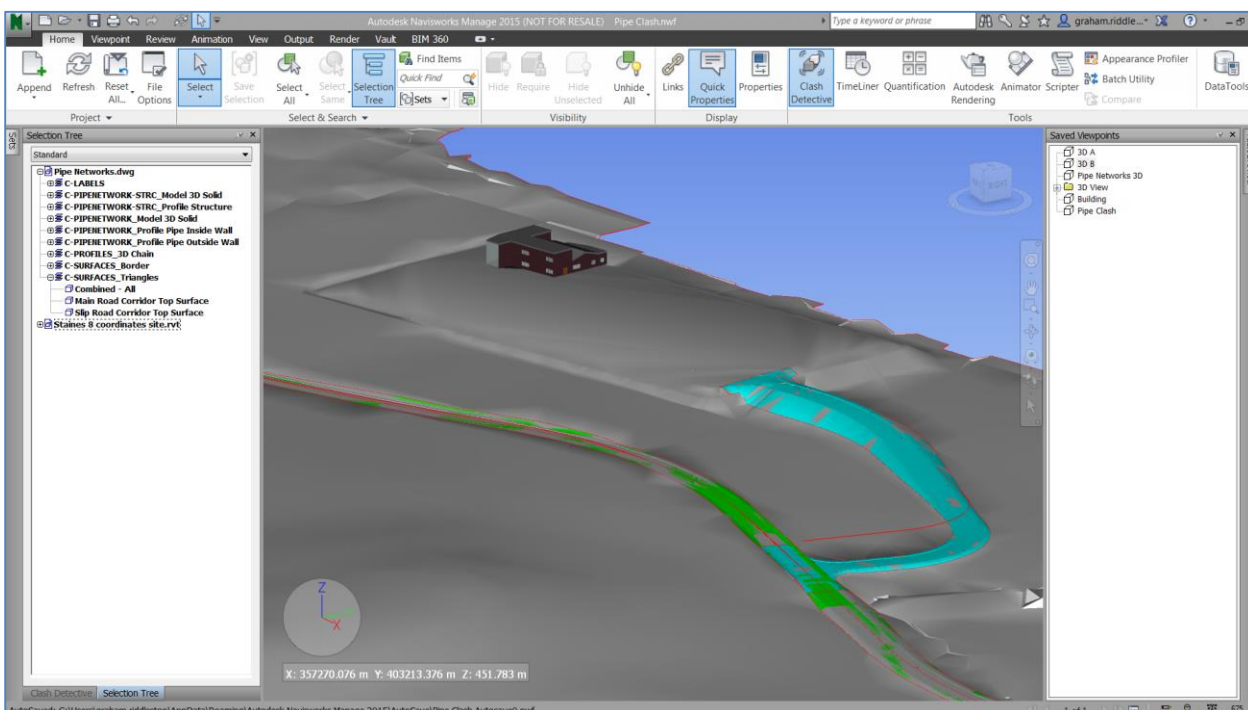 Autodesk Navisworks Manage 2015 (NOT FOR RESALE) Pipe Clash.nwf
Type a keyword or phrase
graham.riddle...
Home Viewpoint Review Animation View Output Render Vault BIM 360
Append Refresh Reset All... File Options
Project
Select Save Selection Select All Select Same Selection Tree
Find Items
Quick Find
Sets
Select & Search
Hide Require Hide Unselected Unhide All
Visibility
Links Quick Properties Properties
Display
Clash Detective TimeLiner Quantification Autodesk Rendering Animator Scripter
Appearance Profiler
Batch Utility
Compare
Tools
DataTools
Sets
Selection Tree
Standard
Pipe Networks.dwg
C-LABELS
C-PIPENETWORK-STRC_Model 3D Solid
C-PIPENETWORK-STRC_Profile Structure
C-PIPENETWORK_Model 3D Solid
C-PIPENETWORK_Profile Pipe Inside Wall
C-PIPENETWORK_Profile Pipe Outside Wall
C-PROFILES_3D Chain
C-SURFACES_Border
C-SURFACES_Triangles
Combined - All
Main Road Corridor Top Surface
Slip Road Corridor Top Surface
Staines 8 coordinates site.rvt
Z
X
X: 357270.076 m Y: 403213.376 m Z: 451.783 m
Saved Viewpoints
3D A
3D B
Pipe Networks 3D
3D View
Building
Pipe Clash
Clash Detective Selection Tree
1 of 1
675